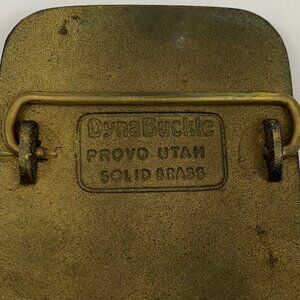 DynaBuckle
PROVO UTAH
SOLID BRASS